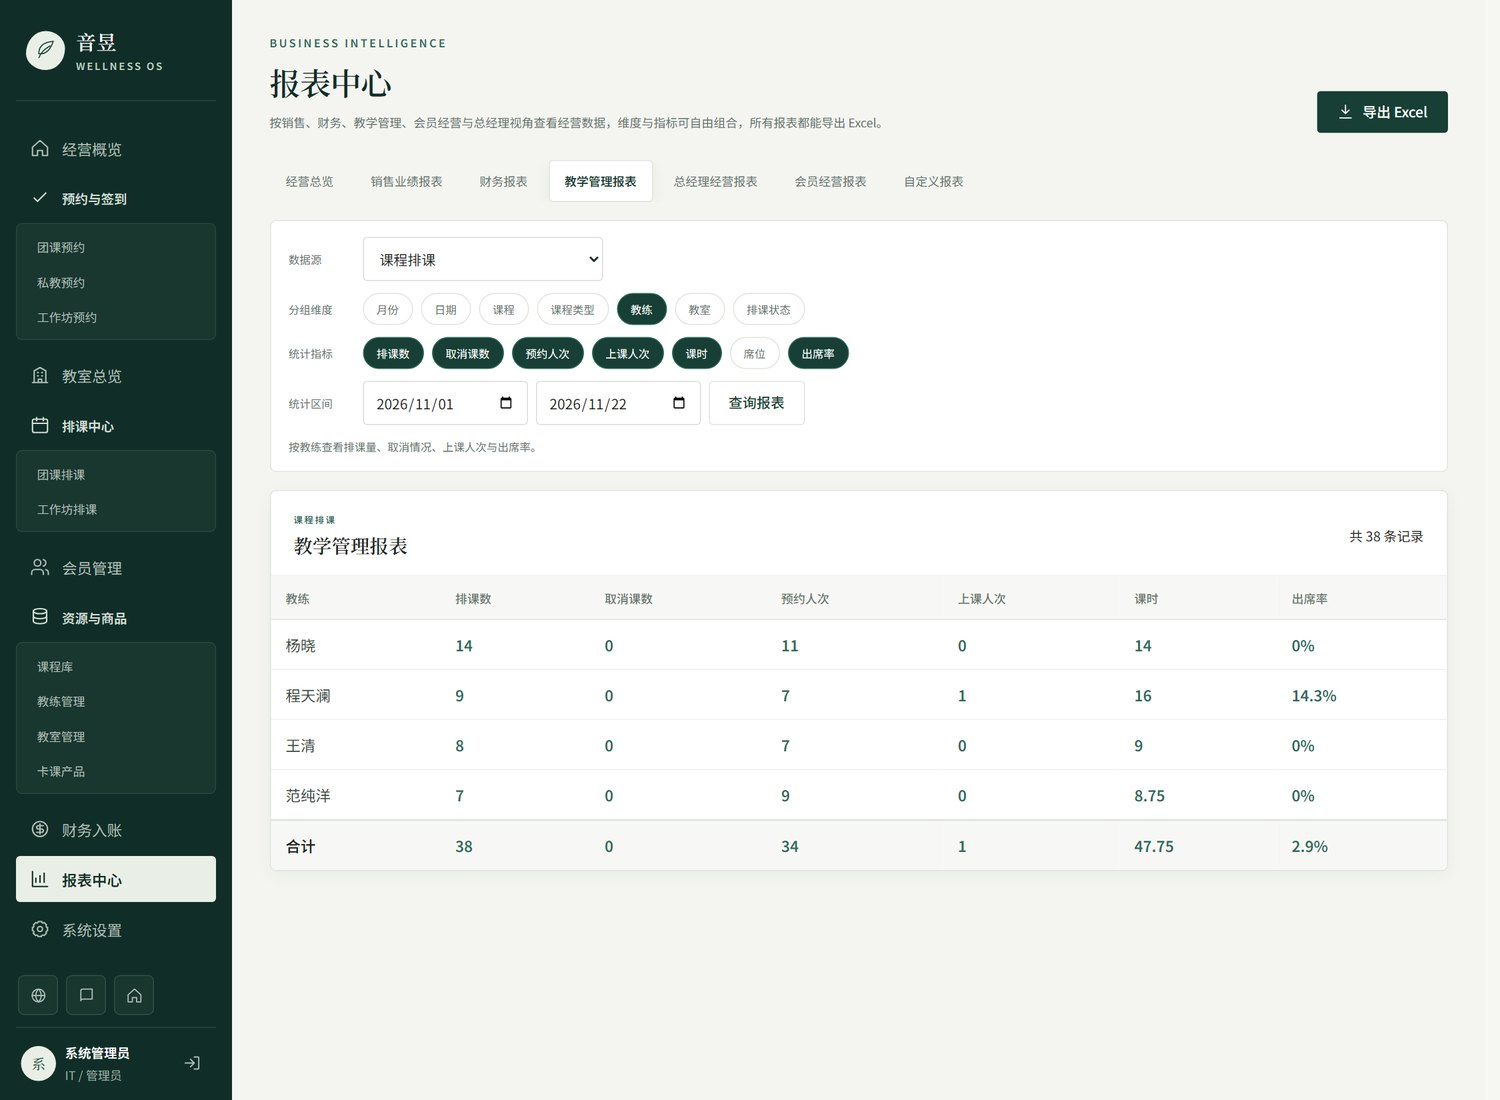 音昱
WELLNESS OS
经营概览
预约与签到
团课预约
私教预约
工作坊预约
教室总览
排课中心
团课排课
工作坊排课
会员管理
资源与商品
课程库
教练管理
教室管理
卡课产品
财务入账
报表中心
系统设置
系
系统管理员
IT / 管理员
BUSINESS INTELLIGENCE
报表中心
按销售、财务、教学管理、会员经营与总经理视角查看经营数据，维度与指标可自由组合，所有报表都能导出 Excel。
导出 Excel
经营总览 销售业绩报表 财务报表 教学管理报表 总经理经营报表 会员经营报表 自定义报表
数据源 课程排课
分组维度 月份 日期 课程 课程类型 教练 教室 排课状态
统计指标 排课数 取消课数 预约人次 上课人次 课时 席位 出席率
统计区间 2026/11/01 2026/11/22 查询报表
按教练查看排课量、取消情况、上课人次与出席率。
课程排课
教学管理报表
共 38 条记录
教练 排课数 取消课数 预约人次 上课人次 课时 出席率
杨晓 14 0 11 0 14 0%
程天澜 9 0 7 1 16 14.3%
王清 8 0 7 0 9 0%
范纯洋 7 0 9 0 8.75 0%
合计 38 0 34 1 47.75 2.9%